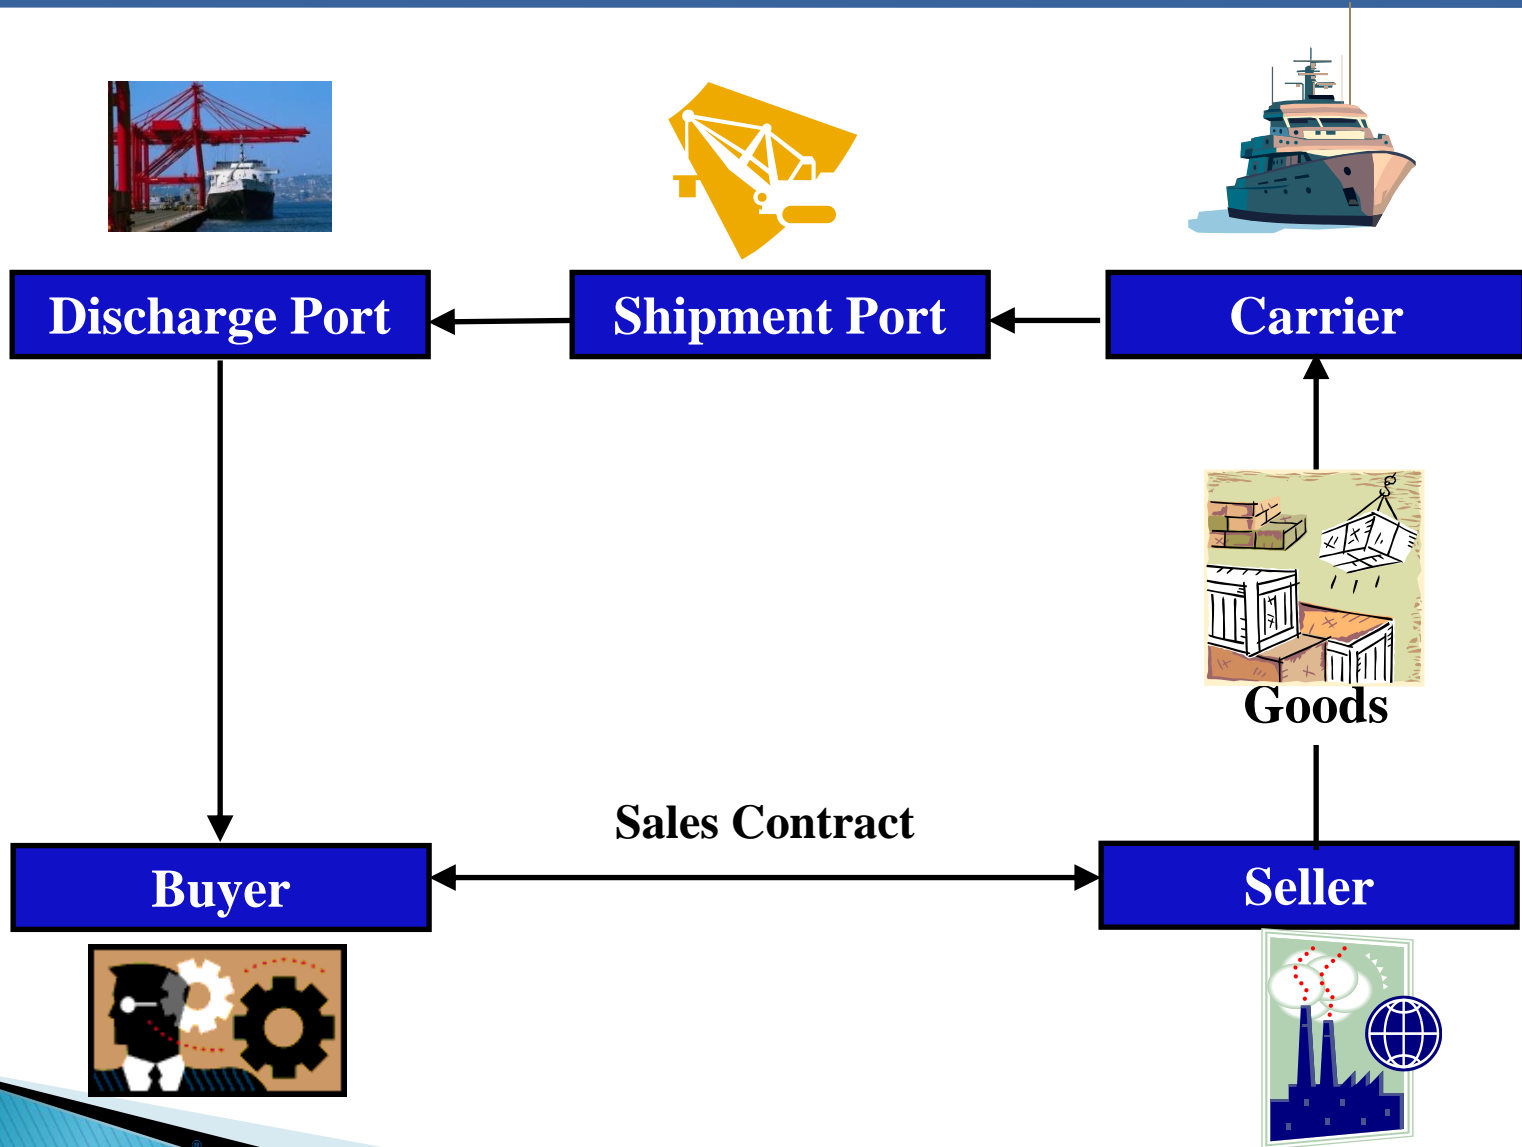 Discharge Port
Shipment Port
Carrier
Goods
Sales Contract
Buyer
Seller
®